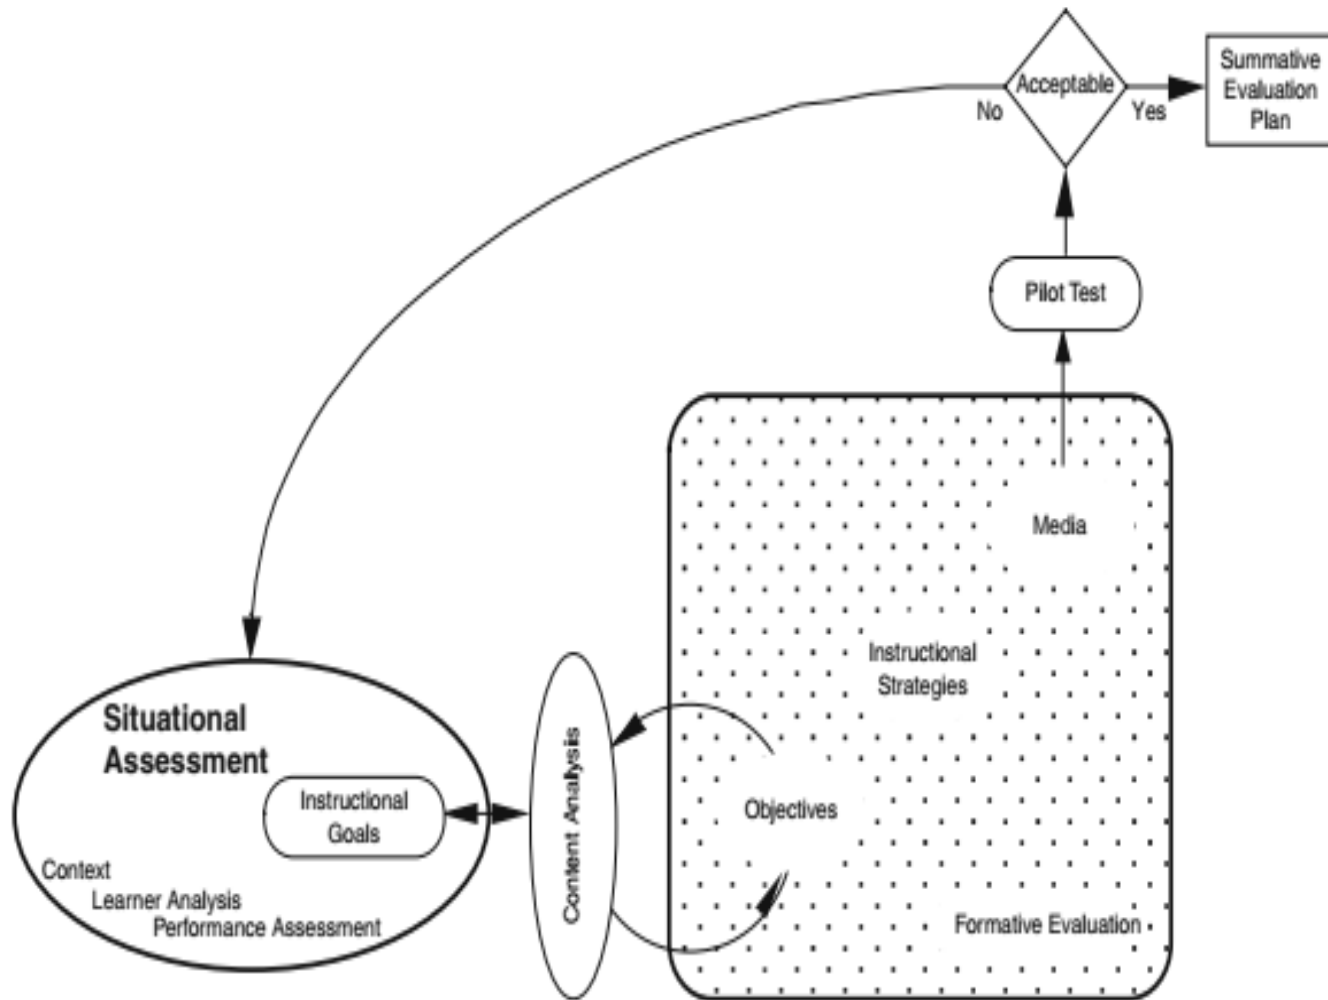 Acceptable
No
Yes
Summative
Evaluation
Plan
Pilot Test
Media
Instructional
Strategies
Objectives
Formative Evaluation
Content Analysis
Situational
Assessment
Instructional
Goals
Context
Learner Analysis
Performance Assessment